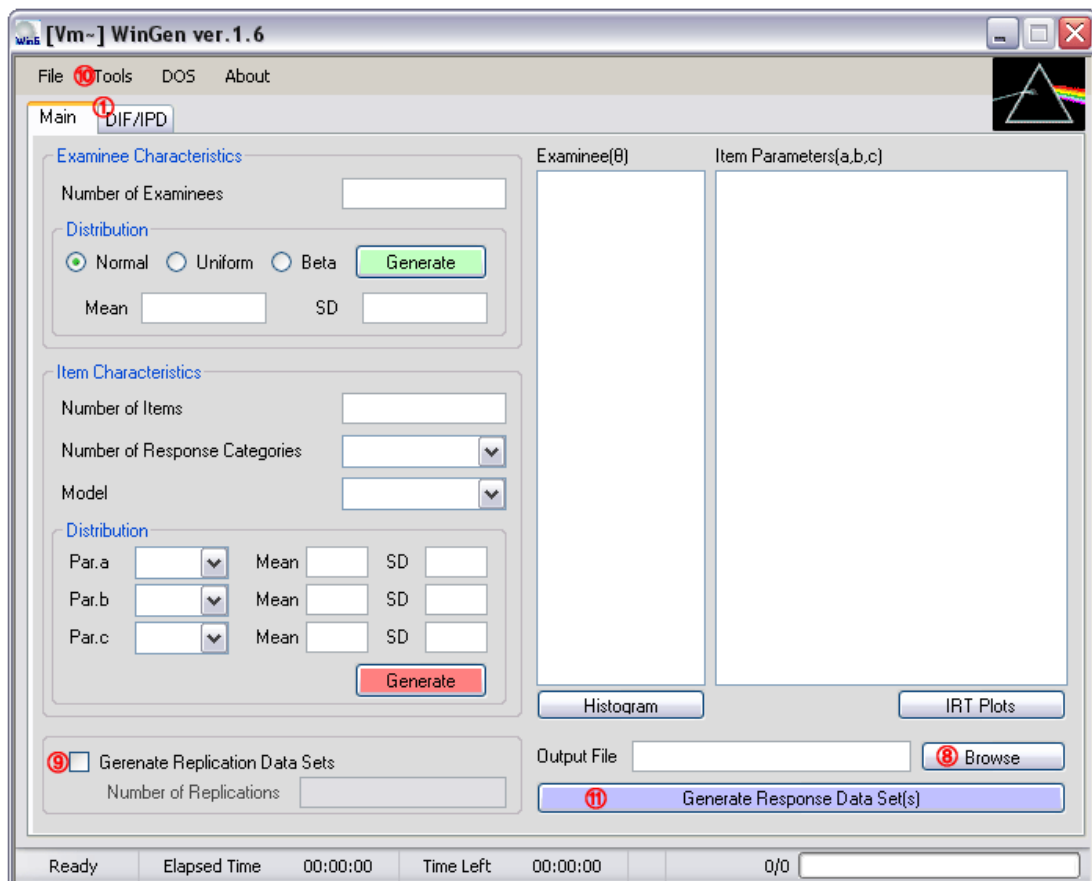 [Vm~] WinGen ver.1.6
File ⑩ Tools DOS About
Main ① DIF/IPD
Examinee Characteristics
Number of Examinees
Distribution
Normal Uniform Beta Generate
Mean SD
Item Characteristics
Number of Items
Number of Response Categories
Model
Distribution
Par.a Mean SD
Par.b Mean SD
Par.c Mean SD
Generate
⑨ Gerenate Replication Data Sets
Number of Replications
Examinee(θ) Item Parameters(a,b,c)
Histogram IRT Plots
Output File ⑧ Browse
⑪ Generate Response Data Set(s)
Ready Elapsed Time 00:00:00 Time Left 00:00:00 0/0